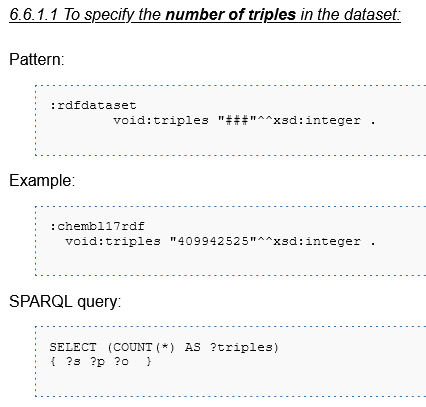 6.6.1.1 To specify the number of triples in the dataset:
Pattern:
:rdfdataset
void:triples "###"^^xsd:integer .
Example:
:chembl17rdf
void:triples "409942525"^^xsd:integer .
SPARQL query:
SELECT (COUNT(*) AS ?triples)
{ ?s ?p ?o }